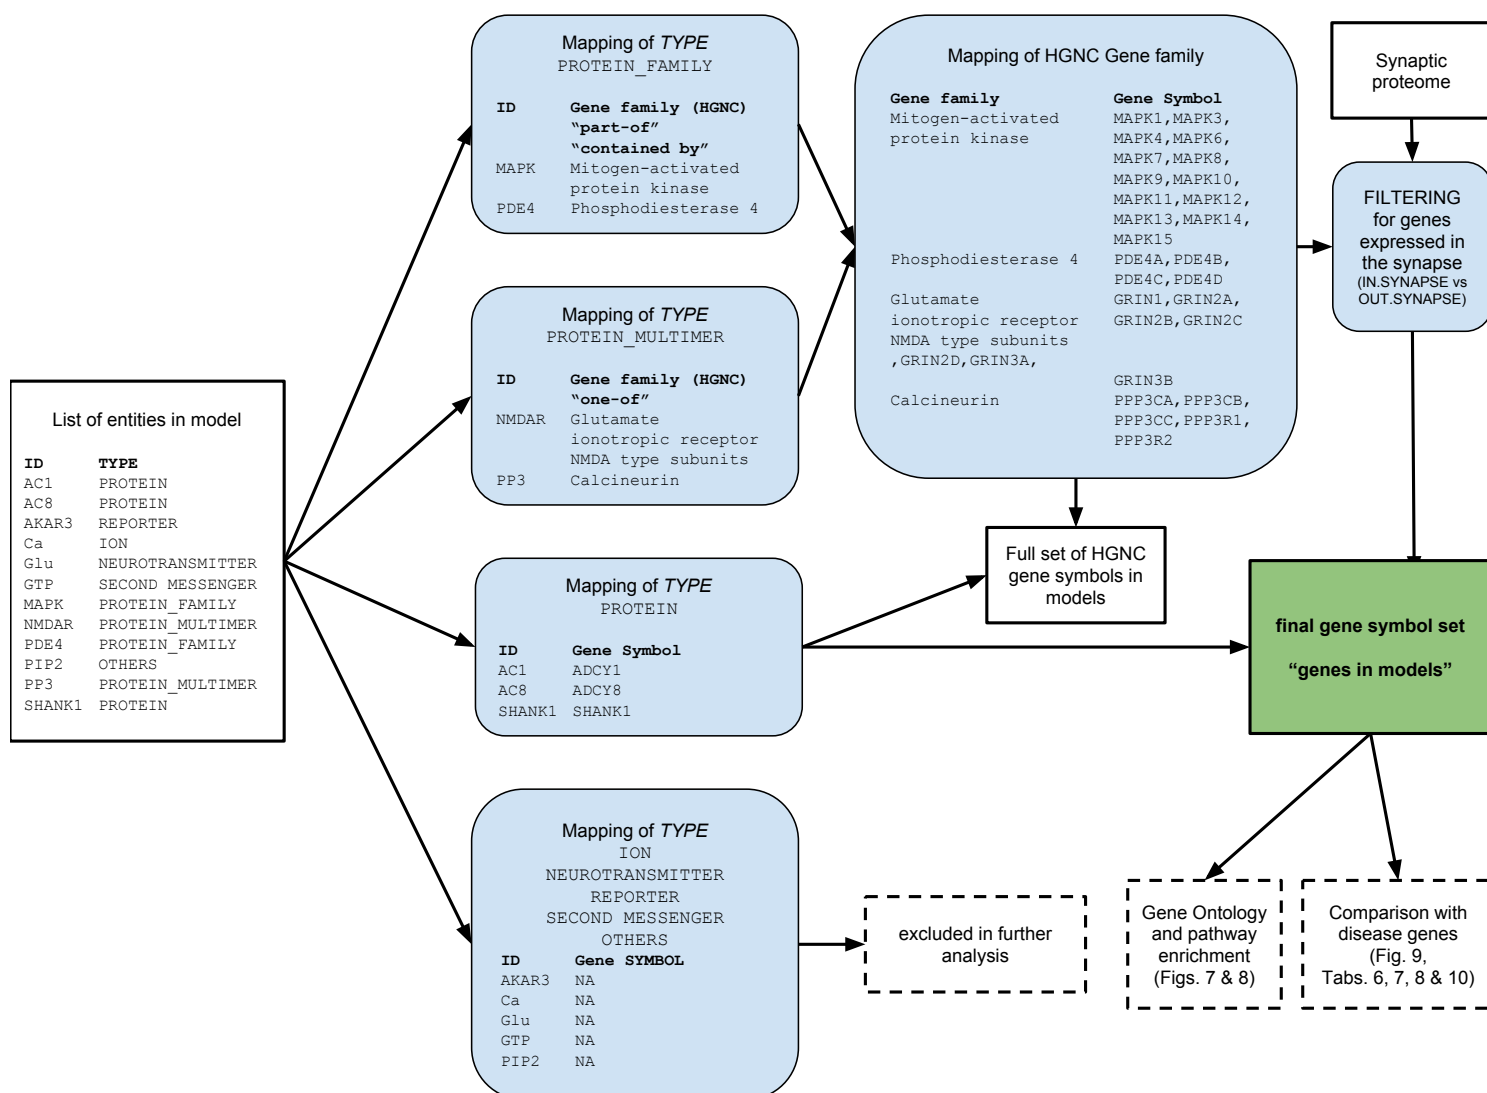 List of entities in model
ID TYPE
AC1 PROTEIN
AC8 PROTEIN
AKAR3 REPORTER
Ca ION
Glu NEUROTRANSMITTER
GTP SECOND MESSENGER
MAPK PROTEIN_FAMILY
NMDAR PROTEIN_MULTIMER
PDE4 PROTEIN_FAMILY
PIP2 OTHERS
PP3 PROTEIN_MULTIMER
SHANK1 PROTEIN
Mapping of TYPE
PROTEIN_FAMILY
ID Gene family (HGNC)
“part-of”
“contained by”
MAPK Mitogen-activated
protein kinase
PDE4 Phosphodiesterase 4
Mapping of TYPE
PROTEIN_MULTIMER
ID Gene family (HGNC)
“one-of”
NMDAR Glutamate
ionotropic receptor
NMDA type subunits
PP3 Calcineurin
Mapping of TYPE
PROTEIN
ID Gene Symbol
AC1 ADCY1
AC8 ADCY8
SHANK1 SHANK1
Mapping of TYPE
ION
NEUROTRANSMITTER
REPORTER
SECOND MESSENGER
OTHERS
ID Gene SYMBOL
AKAR3 NA
Ca NA
Glu NA
GTP NA
PIP2 NA
Mapping of HGNC Gene family
Gene family Gene Symbol
Mitogen-activated MAPK1,MAPK3,
protein kinase MAPK4,MAPK6,
MAPK7,MAPK8,
MAPK9,MAPK10,
MAPK11,MAPK12,
MAPK13,MAPK14,
MAPK15
Phosphodiesterase 4 PDE4A,PDE4B,
PDE4C,PDE4D
Glutamate GRIN1,GRIN2A,
ionotropic receptor GRIN2B,GRIN2C
NMDA type subunits
,GRIN2D,GRIN3A,
GRIN3B
Calcineurin PPP3CA,PPP3CB,
PPP3CC,PPP3R1,
PPP3R2
Full set of HGNC
gene symbols in
models
excluded in further
analysis
Synaptic
proteome
FILTERING
for genes
expressed in
the synapse
(IN.SYNAPSE vs
OUT.SYNAPSE)
final gene symbol set
“genes in models”
Gene Ontology
and pathway
enrichment
(Figs. 7 & 8)
Comparison with
disease genes
(Fig. 9,
Tabs. 6, 7, 8 & 10)